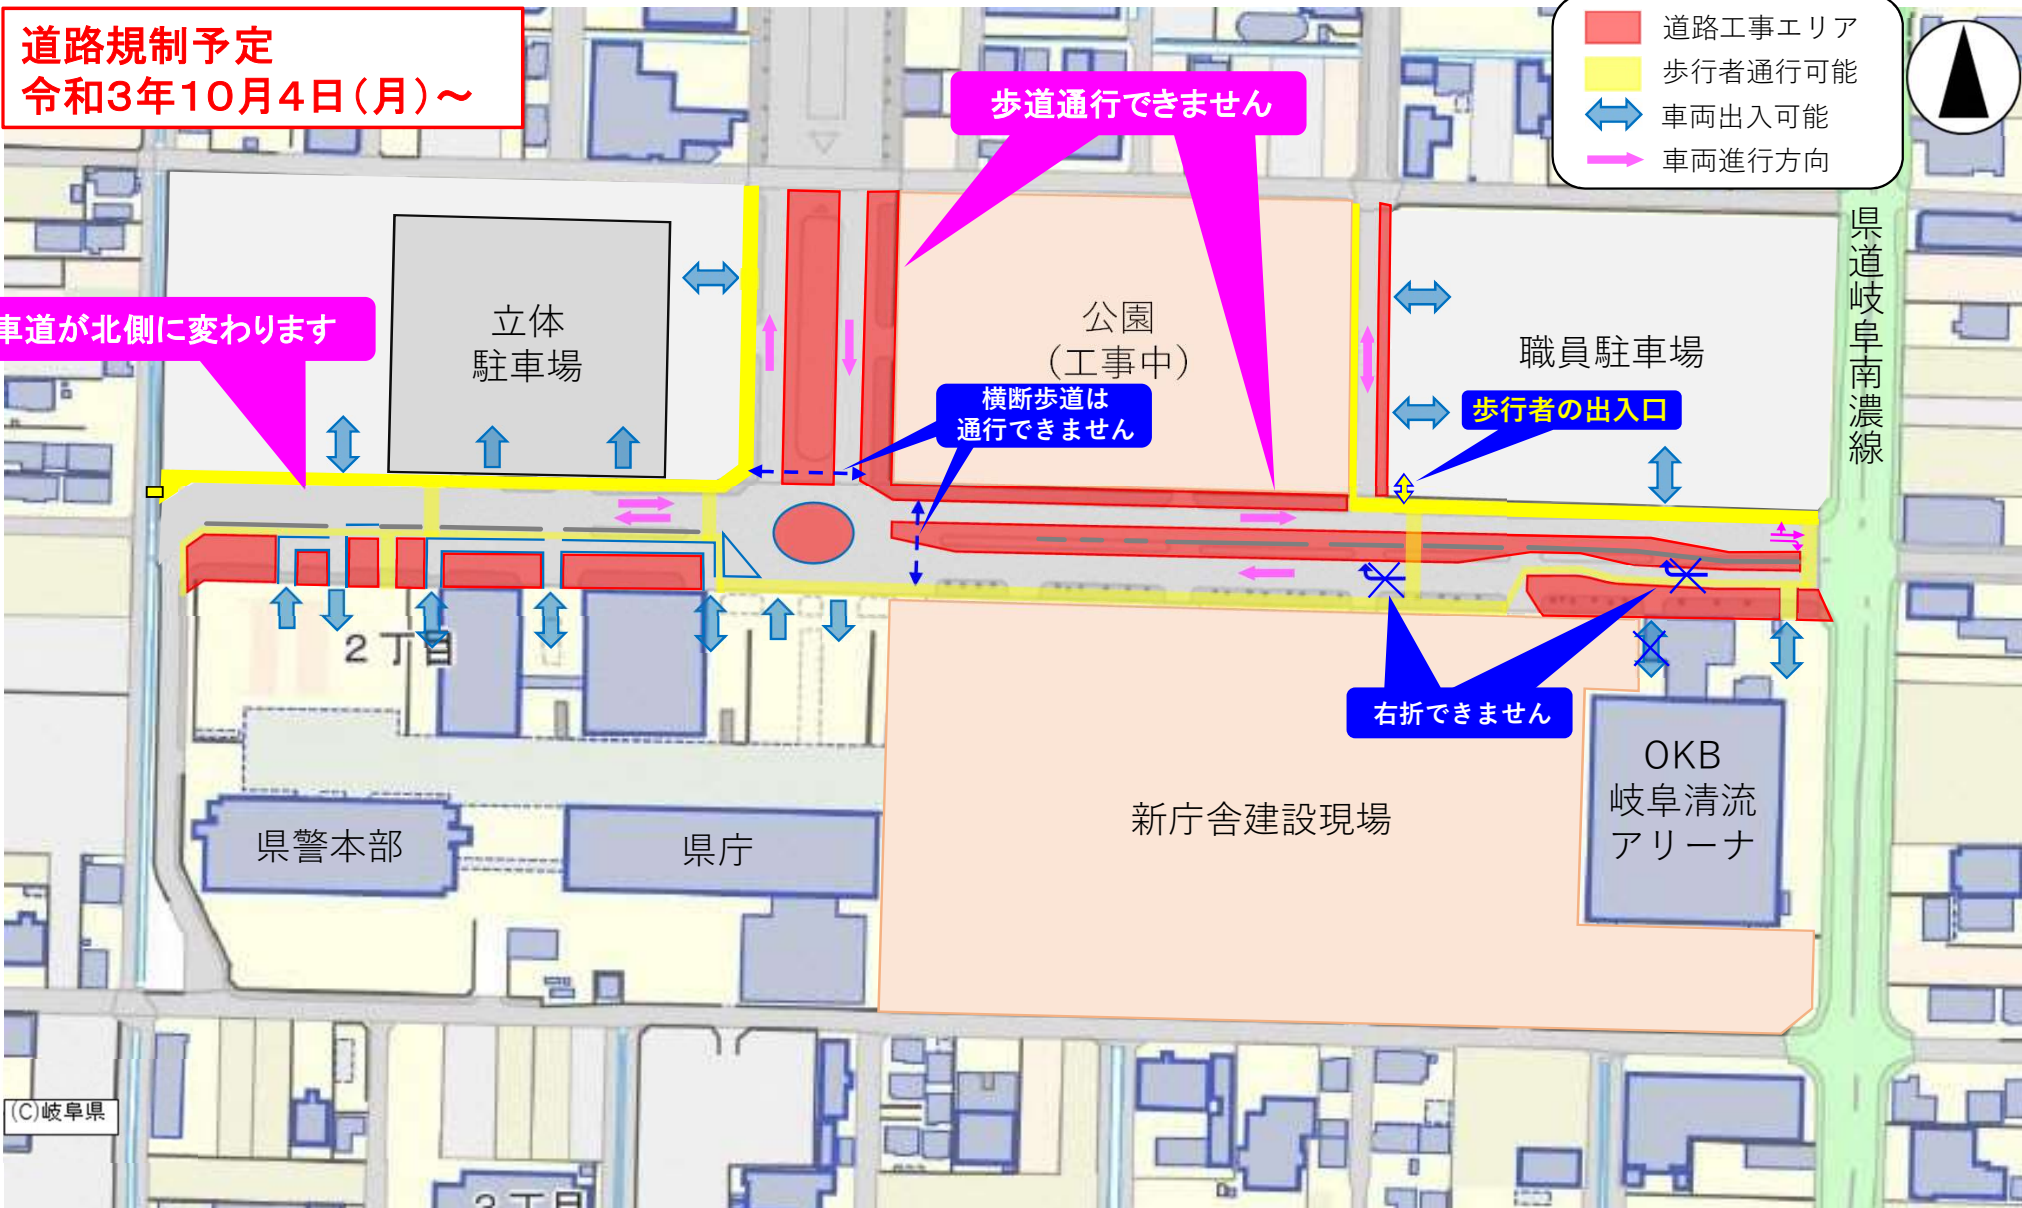 道路規制予定
令和3年10月4日(月)～
道路工事エリア
歩行者通行可能
車両出入可能
車両進行方向
歩道通行できません
県道岐阜南濃線
車道が北側に変わります
立体
駐車場
公園
(工事中)
職員駐車場
横断歩道は
通行できません
歩行者の出入口
2丁目
右折できません
OKB
岐阜清流
アリーナ
新庁舎建設現場
県警本部
県庁
(C)岐阜県
3丁目